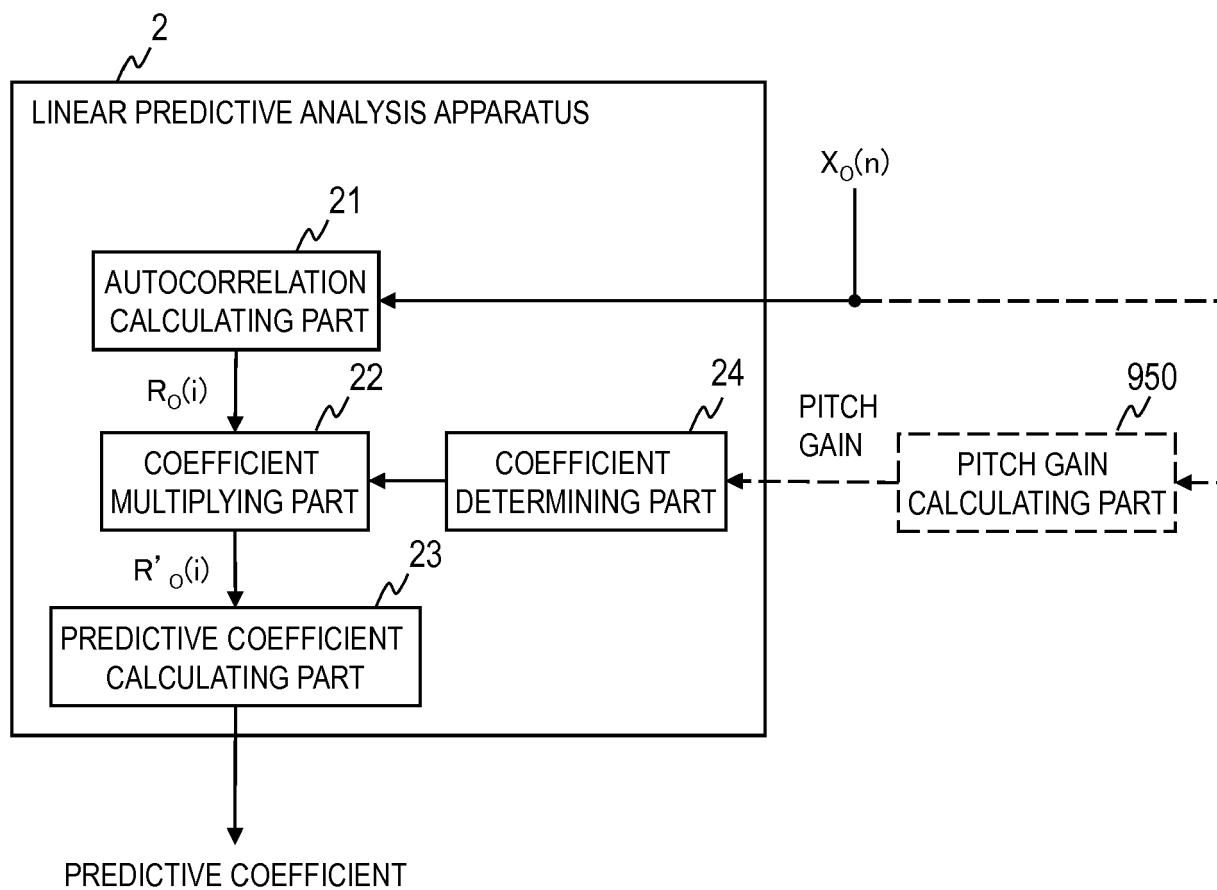 2
LINEAR PREDICTIVE ANALYSIS APPARATUS
X_O(n)
21
AUTOCORRELATION
CALCULATING PART
R_O(i)
22
24
PITCH
GAIN
950
COEFFICIENT
MULTIPLYING PART
COEFFICIENT
DETERMINING PART
PITCH GAIN
CALCULATING PART
R'_O(i)
23
PREDICTIVE COEFFICIENT
CALCULATING PART
PREDICTIVE COEFFICIENT